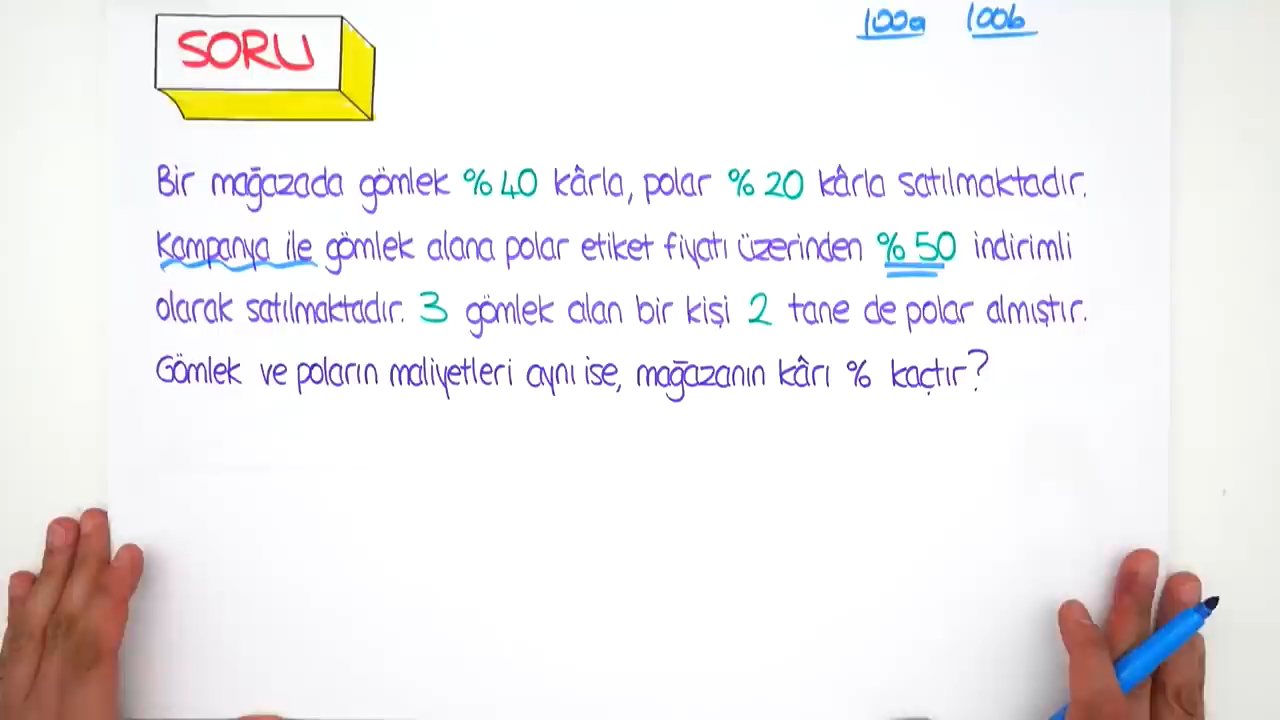 100a 100b
SORU
Bir mağazada gömlek %40 kârla, polar %20 kârla satılmaktadır.
Kampanya ile gömlek alana polar etiket fiyatı üzerinden %50 indirimli
olarak satılmaktadır. 3 gömlek alan bir kişi 2 tane de polar almıştır.
Gömlek ve poların maliyetleri aynı ise, mağazanın kârı % kaçtır?